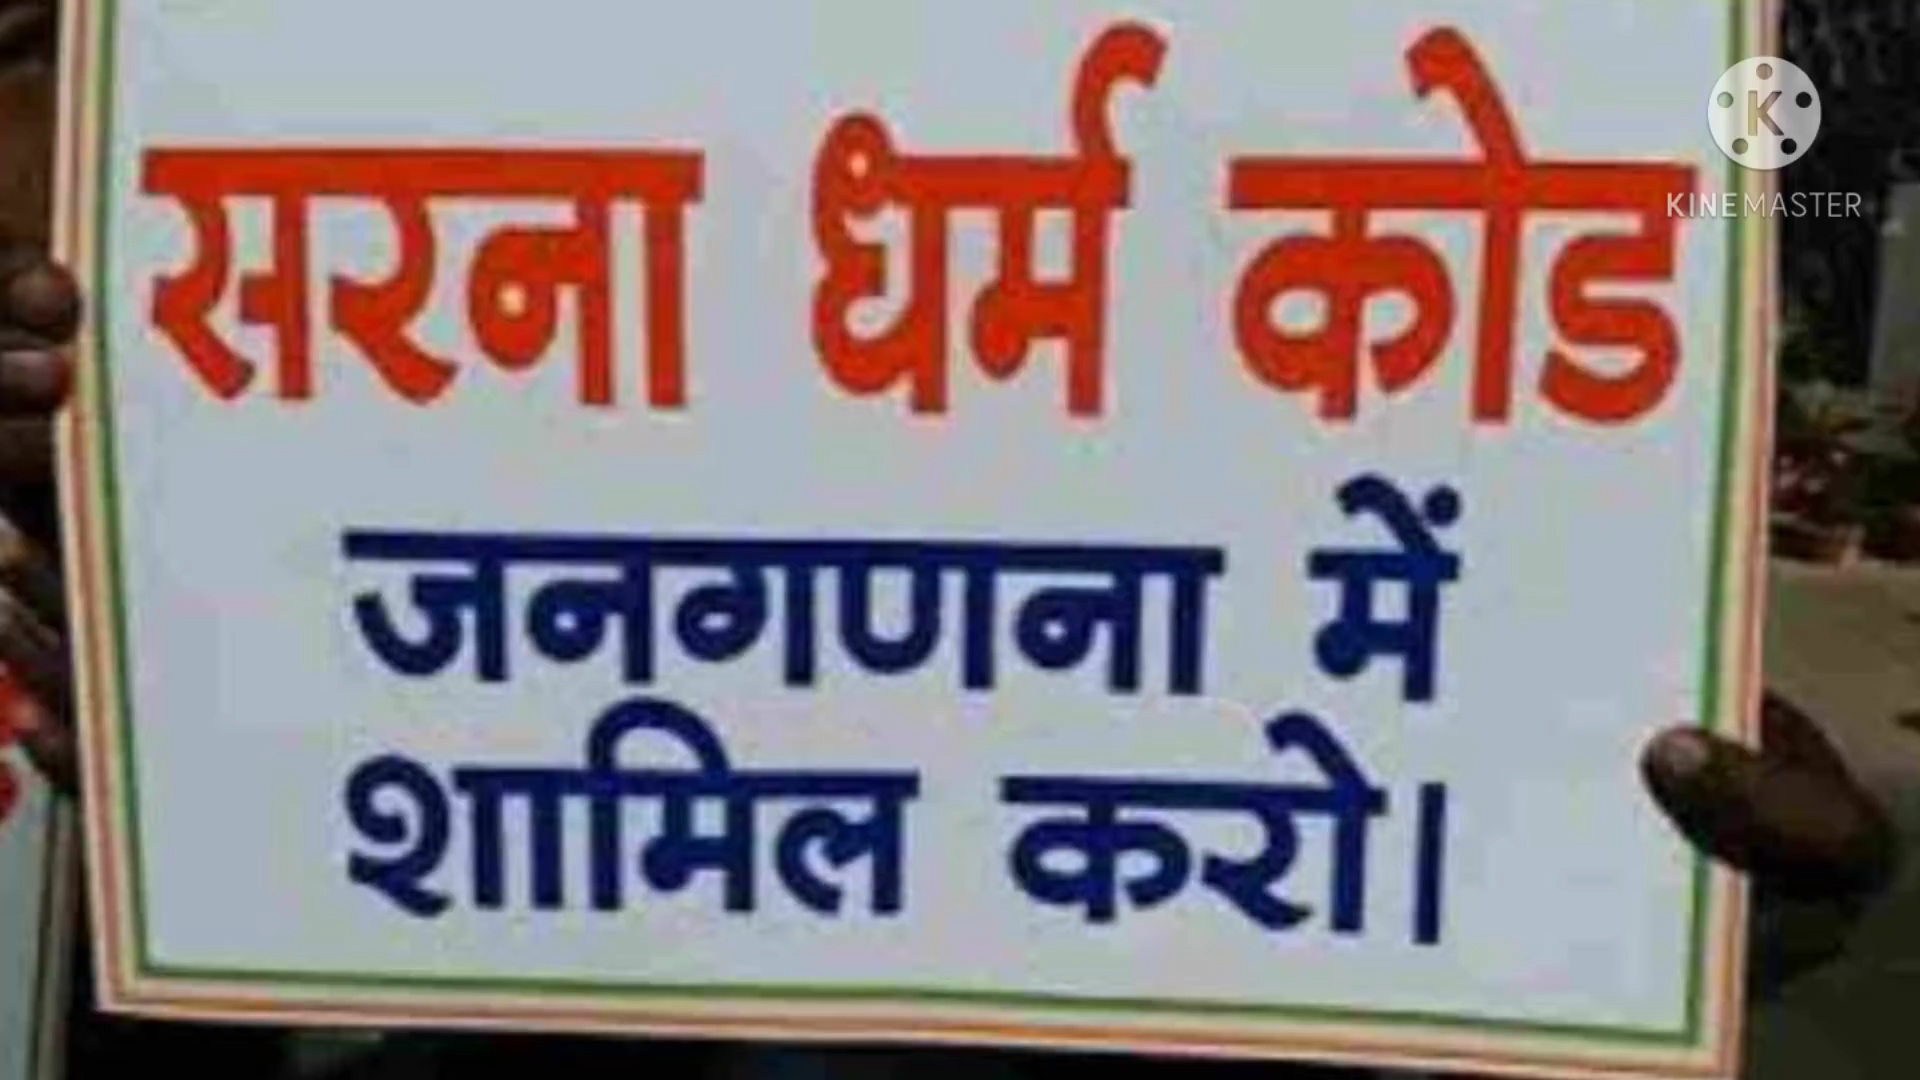 सरना धर्म कोड
जनगणना में
शामिल करो।
K
KINEMASTER